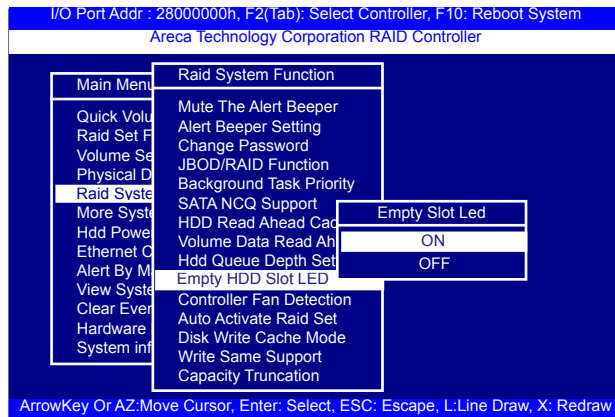 I/O Port Addr : 28000000h, F2(Tab): Select Controller, F10: Reboot System
Areca Technology Corporation RAID Controller
Main Menu
Quick Volu
Raid Set F
Volume Se
Physical D
Raid Syste
More Syste
Hdd Powe
Ethernet C
Alert By M
View Syste
Clear Ever
Hardware
System inf
Raid System Function
Mute The Alert Beeper
Alert Beeper Setting
Change Password
JBOD/RAID Function
Background Task Priority
SATA NCQ Support
HDD Read Ahead Cac
Volume Data Read Ah
Hdd Queue Depth Set
Empty HDD Slot LED
Controller Fan Detection
Auto Activate Raid Set
Disk Write Cache Mode
Write Same Support
Capacity Truncation
Empty Slot Led
ON
OFF
ArrowKey Or AZ:Move Cursor, Enter: Select, ESC: Escape, L:Line Draw, X: Redraw